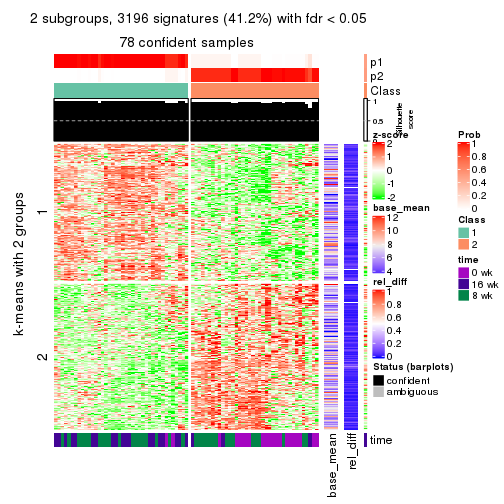 2 subgroups, 3196 signatures (41.2%) with fdr < 0.05
78 confident samples
p1
p2
Class
1
0.5
0
Silhouette
score
k-means with 2 groups
1
2
z-score
2
1
0
-1
-2
base_mean
12
10
8
6
4
rel_diff
1
0.8
0.6
0.4
0.2
0
Status (barplots)
confident
ambiguous
Prob
1
0.8
0.6
0.4
0.2
0
Class
1
2
time
0 wk
16 wk
8 wk
time
base_mean
rel_diff